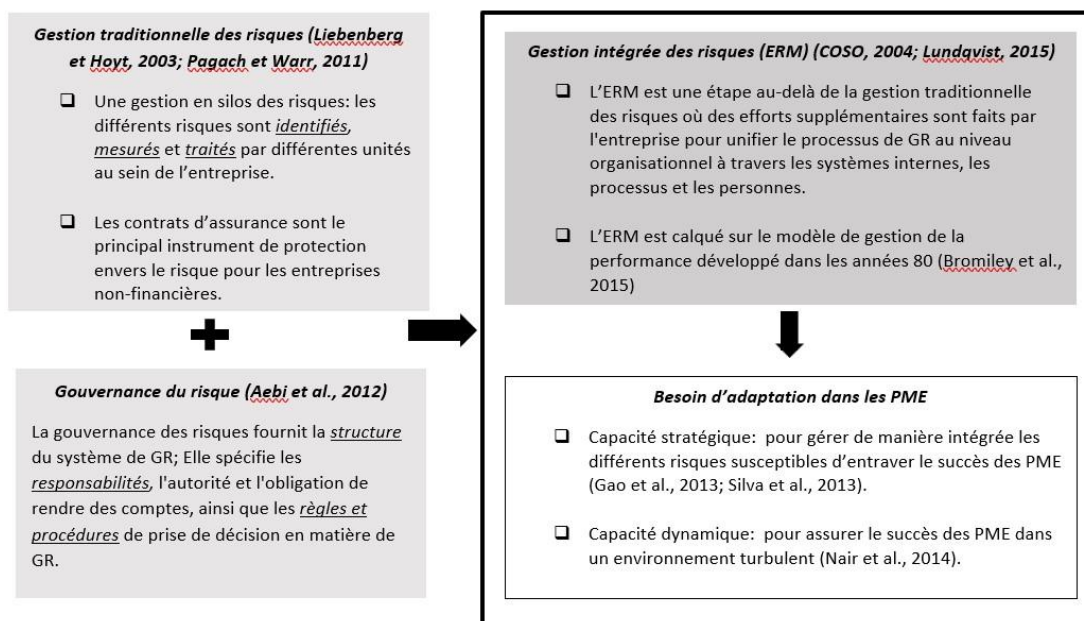 Gestion traditionnelle des risques (Liebenberg
et Hoyt, 2003; Pagach et Warr, 2011)
Une gestion en silos des risques: les
différents risques sont identifiés,
mesurés et traités par différentes unités
au sein de l’entreprise.
Les contrats d’assurance sont le
principal instrument de protection
envers le risque pour les entreprises
non-financières.
Gouvernance du risque (Aebi et al., 2012)
La gouvernance des risques fournit la structure
du système de GR; Elle spécifie les
responsabilités, l'autorité et l'obligation de
rendre des comptes, ainsi que les règles et
procédures de prise de décision en matière de
GR.
Gestion intégrée des risques (ERM) (COSO, 2004; Lundqvist, 2015)
L’ERM est une étape au-delà de la gestion traditionnelle
des risques où des efforts supplémentaires sont faits par
l'entreprise pour unifier le processus de GR au niveau
organisationnel à travers les systèmes internes, les
processus et les personnes.
L’ERM est calqué sur le modèle de gestion de la
performance développé dans les années 80 (Bromiley et al.,
2015)
Besoin d’adaptation dans les PME
Capacité stratégique: pour gérer de manière intégrée les
différents risques susceptibles d’entraver le succès des PME
(Gao et al., 2013; Silva et al., 2013).
Capacité dynamique: pour assurer le succès des PME dans
un environnement turbulent (Nair et al., 2014).